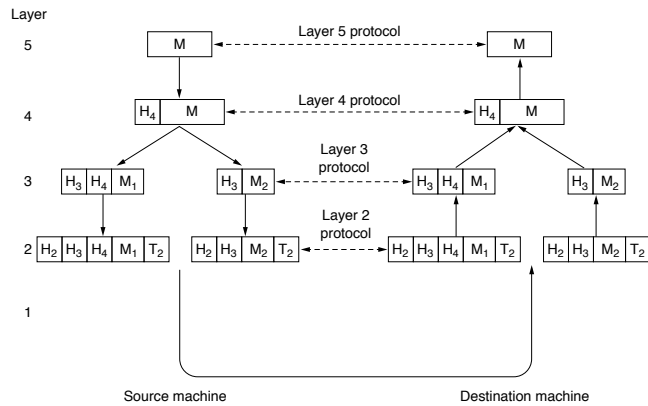 Layer
5 M Layer 5 protocol M
4 H4 M Layer 4 protocol H4 M
Layer 3
protocol
3 H3 H4 M1 H3 M2 H3 H4 M1 H3 M2
Layer 2
protocol
2 H2 H3 H4 M1 T2 H2 H3 M2 T2 H2 H3 H4 M1 T2 H2 H3 M2 T2
1
Source machine Destination machine